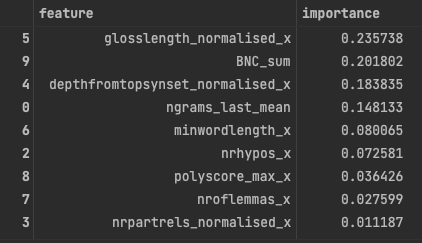 feature importance
5 glosslength_normalised_x 0.235738
9 BNC_sum 0.201802
4 depthfromtopsynset_normalised_x 0.183835
0 ngrams_last_mean 0.148133
6 minwordlength_x 0.080065
2 nrhypos_x 0.072581
8 polyscore_max_x 0.036426
7 nroflemmas_x 0.027599
3 nrpartrels_normalised_x 0.011187